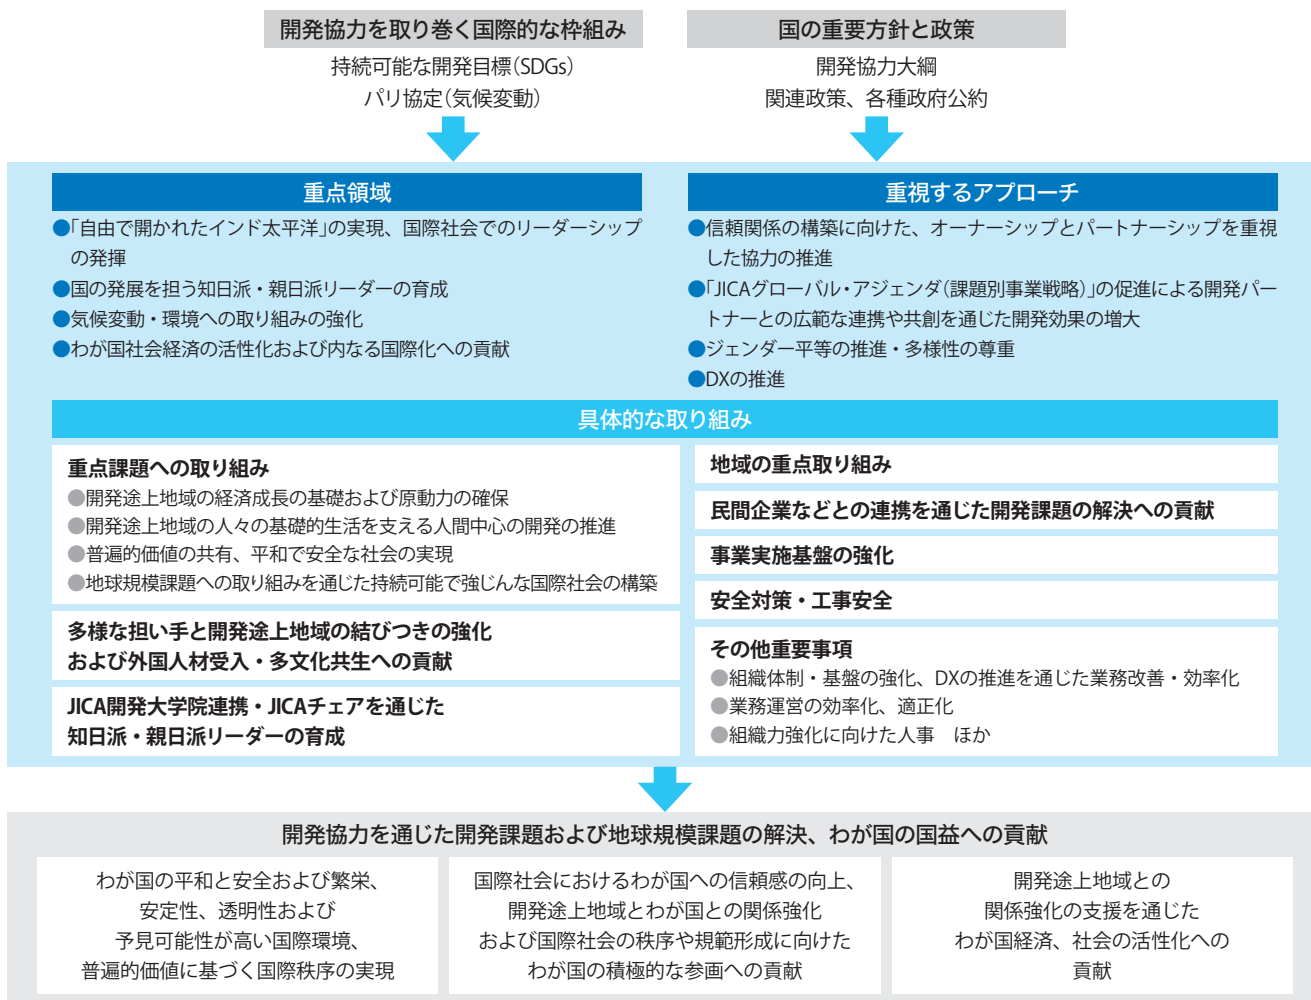 開発協力を取り巻く国際的な枠組み
持続可能な開発目標(SDGs)
パリ協定(気候変動)
国の重要方針と政策
開発協力大綱
関連政策、各種政府公約
重点領域
●「自由で開かれたインド太平洋」の実現、国際社会でのリーダーシップ
の発揮
●国の発展を担う知日派・親日派リーダーの育成
●気候変動・環境への取り組みの強化
●わが国社会経済の活性化および内なる国際化への貢献
重視するアプローチ
●信頼関係の構築に向けた、オーナーシップとパートナーシップを重視
した協力の推進
●「JICAグローバル・アジェンダ(課題別事業戦略)」の促進による開発パー
トナーとの広範な連携や共創を通じた開発効果の増大
●ジェンダー平等の推進・多様性の尊重
●DXの推進
具体的な取り組み
重点課題への取り組み
●開発途上地域の経済成長の基礎および原動力の確保
●開発途上地域の人々の基礎的生活を支える人間中心の開発の推進
●普遍的価値の共有、平和で安全な社会の実現
●地球規模課題への取り組みを通じた持続可能で強じんな国際社会の構築
多様な担い手と開発途上地域の結びつきの強化
および外国人材受入・多文化共生への貢献
JICA開発大学院連携・JICAチェアを通じた
知日派・親日派リーダーの育成
地域の重点取り組み
民間企業などとの連携を通じた開発課題の解決への貢献
事業実施基盤の強化
安全対策・工事安全
その他重要事項
●組織体制・基盤の強化、DXの推進を通じた業務改善・効率化
●業務運営の効率化、適正化
●組織力強化に向けた人事　ほか
開発協力を通じた開発課題および地球規模課題の解決、わが国の国益への貢献
わが国の平和と安全および繁栄、
安定性、透明性および
予見可能性が高い国際環境、
普遍的価値に基づく国際秩序の実現
国際社会におけるわが国への信頼感の向上、
開発途上地域とわが国との関係強化
および国際社会の秩序や規範形成に向けた
わが国の積極的な参画への貢献
開発途上地域との
関係強化の支援を通じた
わが国経済、社会の活性化への
貢献